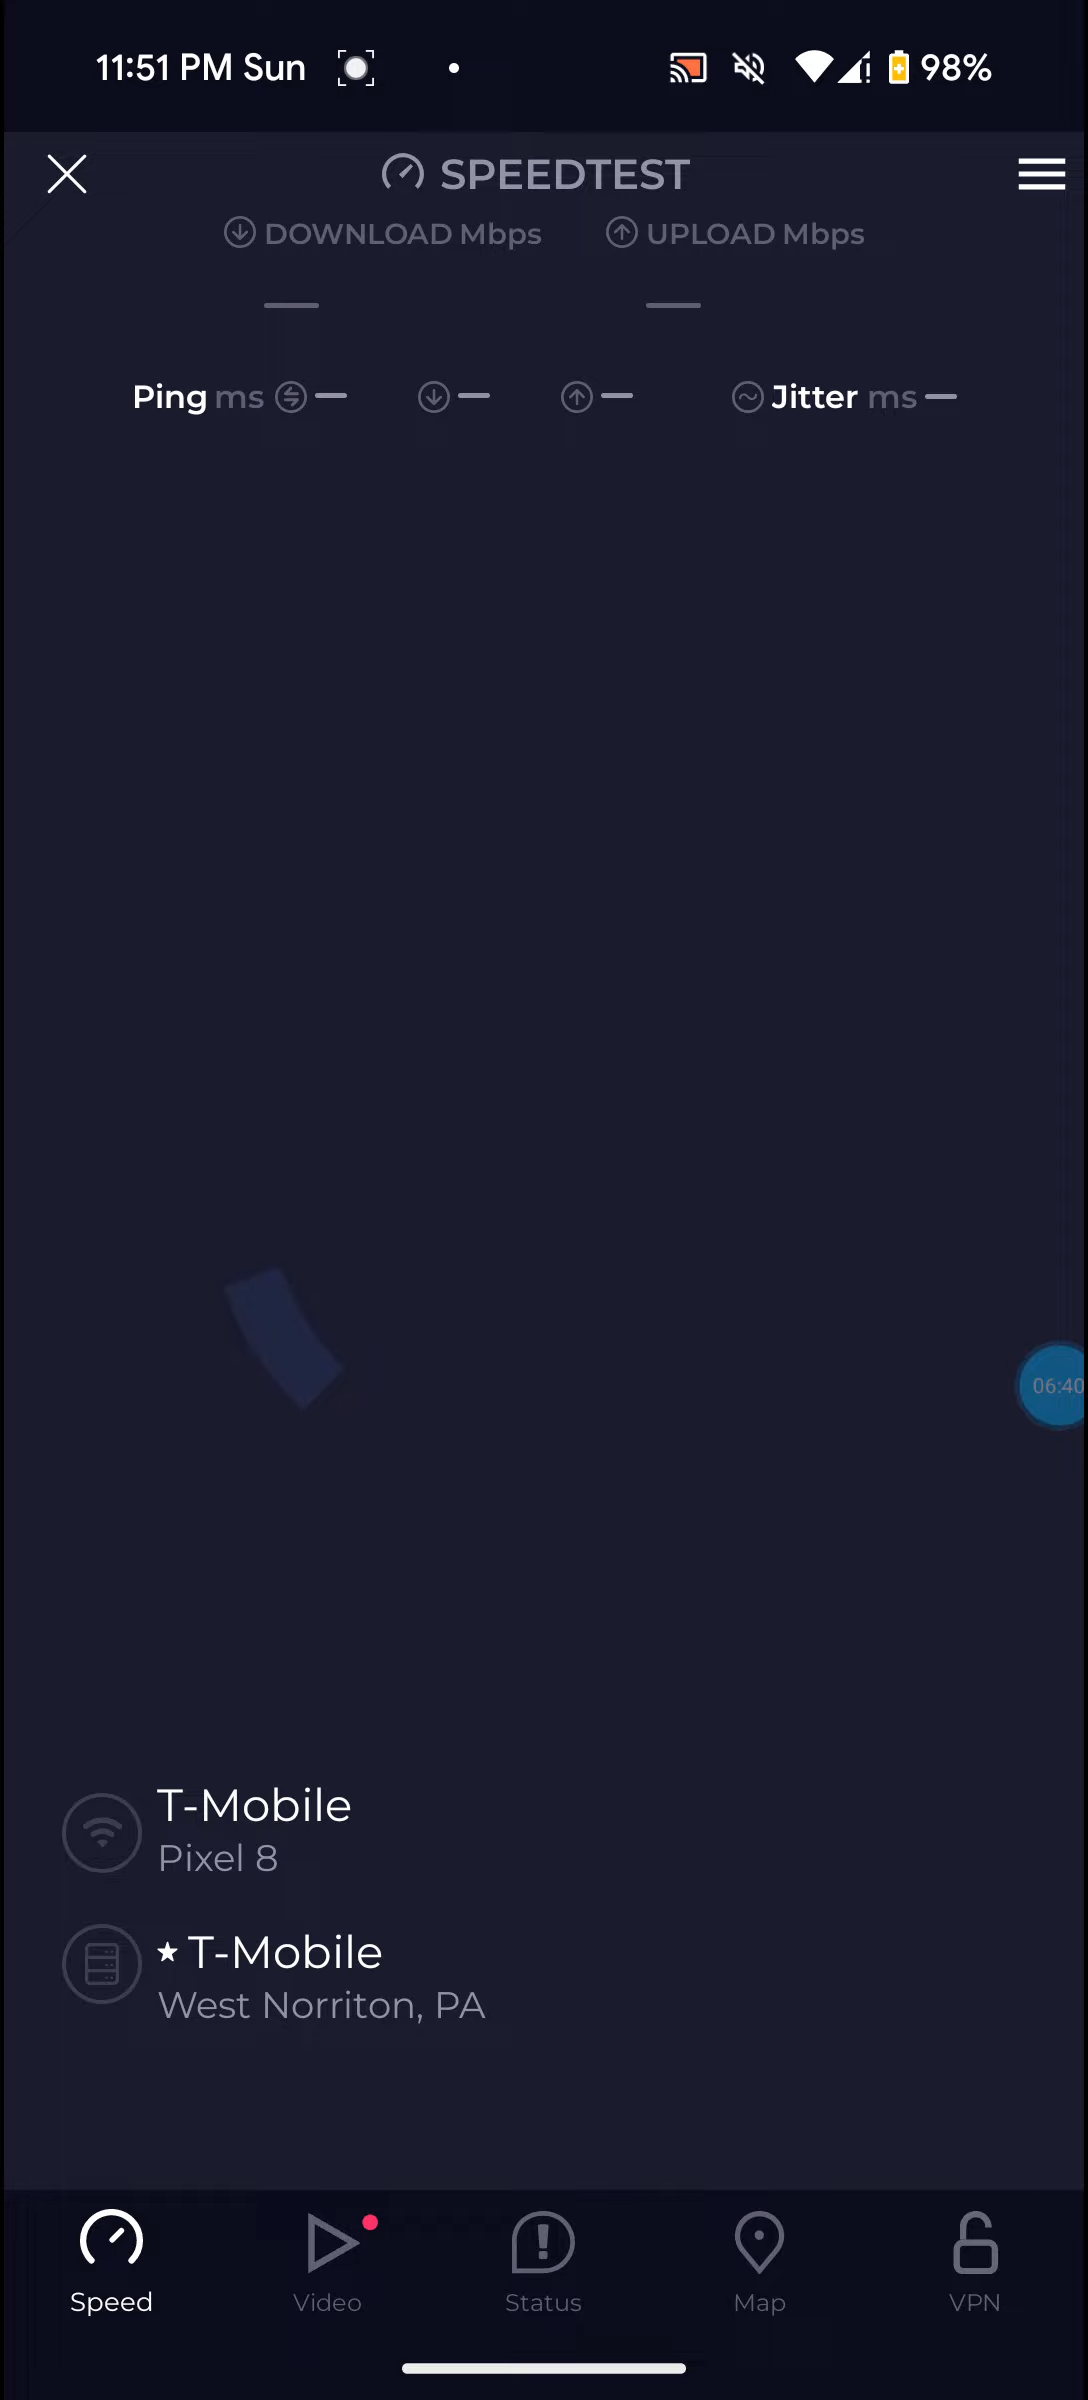 11:51 PM Sun 98%
SPEEDTEST
DOWNLOAD Mbps UPLOAD Mbps
Ping ms Jitter ms
06:40
T-Mobile
Pixel 8
T-Mobile
West Norriton, PA
Speed Video Status Map VPN